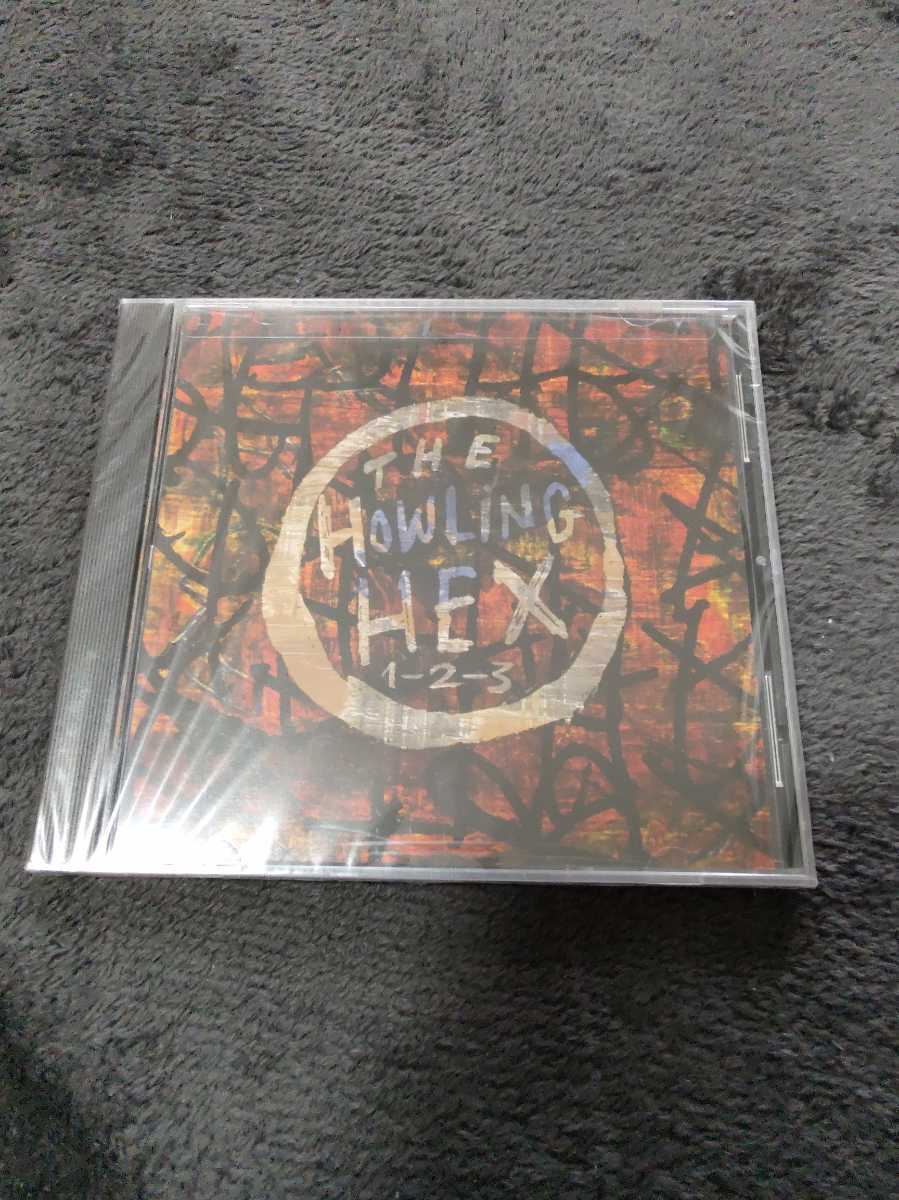 THE
HOWLING
HEX
1-2-3